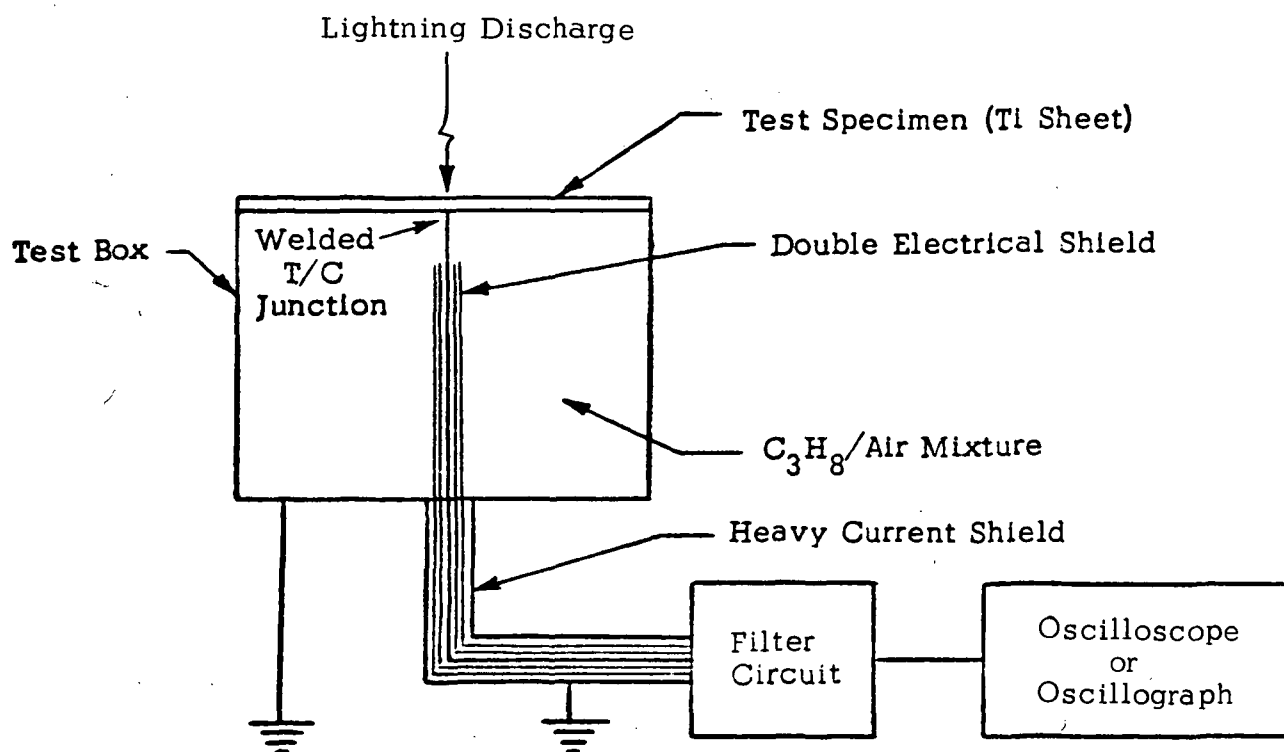 Lightning Discharge
Test Specimen (Ti Sheet)
Test Box
Welded
T/C
Junction
Double Electrical Shield
C3H8/Air Mixture
Heavy Current Shield
Filter
Circuit
Oscilloscope
or
Oscillograph